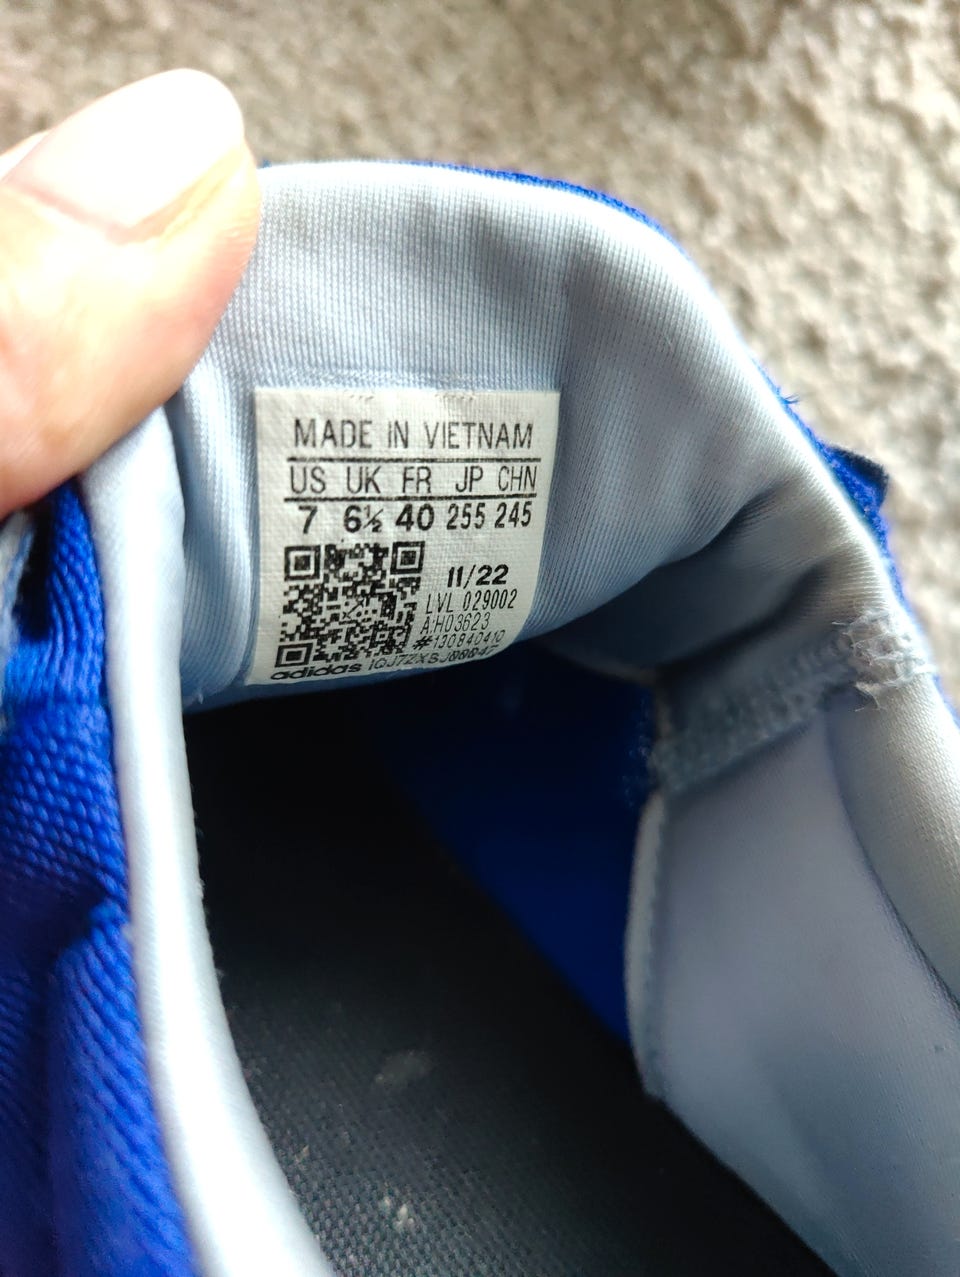 MADE IN VIETNAM
US UK FR JP CHN
7 6½ 40 255 245
11/22
LVL 029002
#130840410
adidas